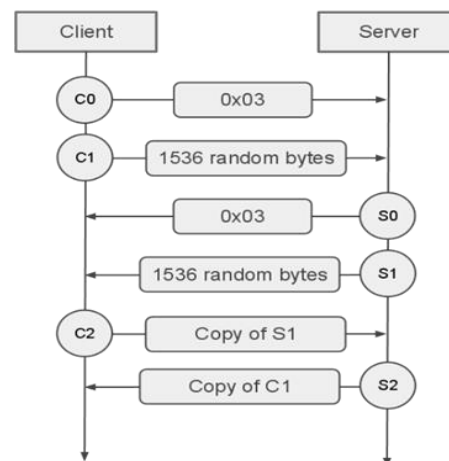 Client
Server
C0
0x03
C1
1536 random bytes
0x03
S0
1536 random bytes
S1
C2
Copy of S1
Copy of C1
S2